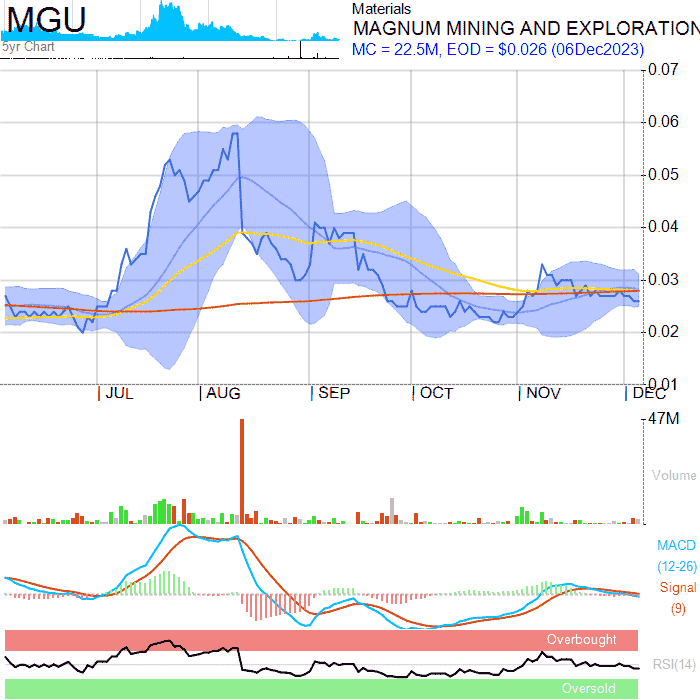 MGU
5yr Chart
Materials
MAGNUM MINING AND EXPLORATION
MC = 22.5M, EOD = $0.026 (06Dec2023)
0.07
0.06
0.05
0.04
0.03
0.02
0.01
JUL
AUG
SEP
OCT
NOV
DEC
47M
Volume
MACD
(12-26)
Signal
(9)
Overbought
RSI(14)
Oversold